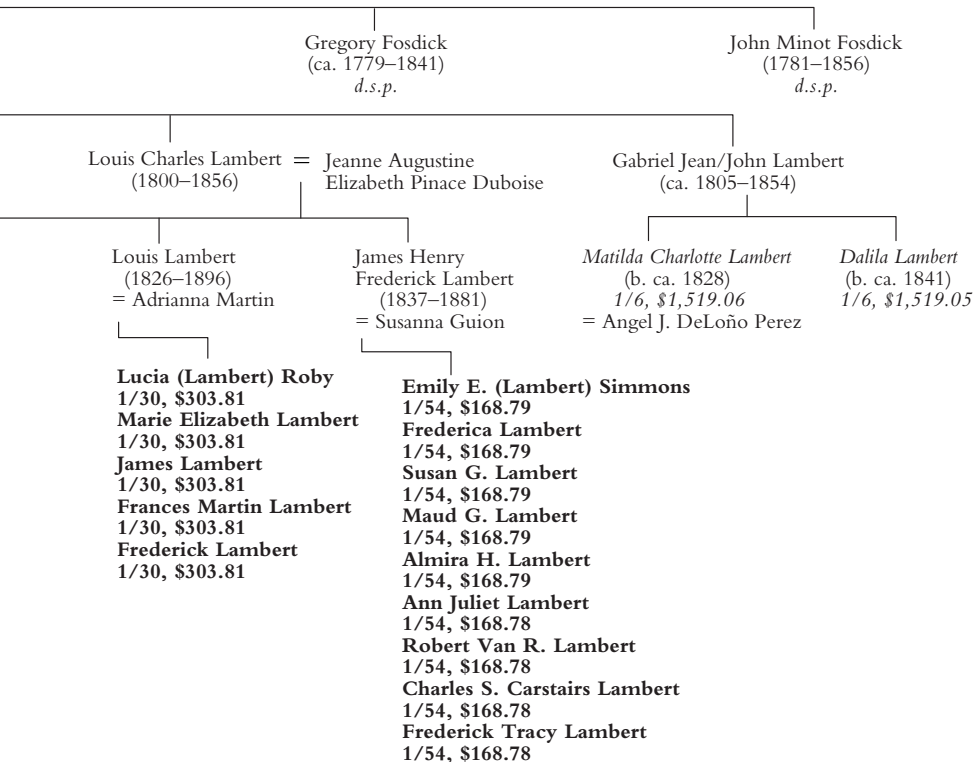 Gregory Fosdick
(ca. 1779–1841)
d.s.p.
John Minot Fosdick
(1781–1856)
d.s.p.
Louis Charles Lambert =
(1800–1856)
Jeanne Augustine
Elizabeth Pinace Duboise
Gabriel Jean/John Lambert
(ca. 1805–1854)
Louis Lambert
(1826–1896)
= Adrianna Martin
James Henry
Frederick Lambert
(1837–1881)
= Susanna Guion
Matilda Charlotte Lambert
(b. ca. 1828)
1/6, $1,519.06
= Angel J. DeLoño Perez
Dalila Lambert
(b. ca. 1841)
1/6, $1,519.05
Lucia (Lambert) Roby
1/30, $303.81
Marie Elizabeth Lambert
1/30, $303.81
James Lambert
1/30, $303.81
Frances Martin Lambert
1/30, $303.81
Frederick Lambert
1/30, $303.81
Emily E. (Lambert) Simmons
1/54, $168.79
Frederica Lambert
1/54, $168.79
Susan G. Lambert
1/54, $168.79
Maud G. Lambert
1/54, $168.79
Almira H. Lambert
1/54, $168.79
Ann Juliet Lambert
1/54, $168.78
Robert Van R. Lambert
1/54, $168.78
Charles S. Carstairs Lambert
1/54, $168.78
Frederick Tracy Lambert
1/54, $168.78